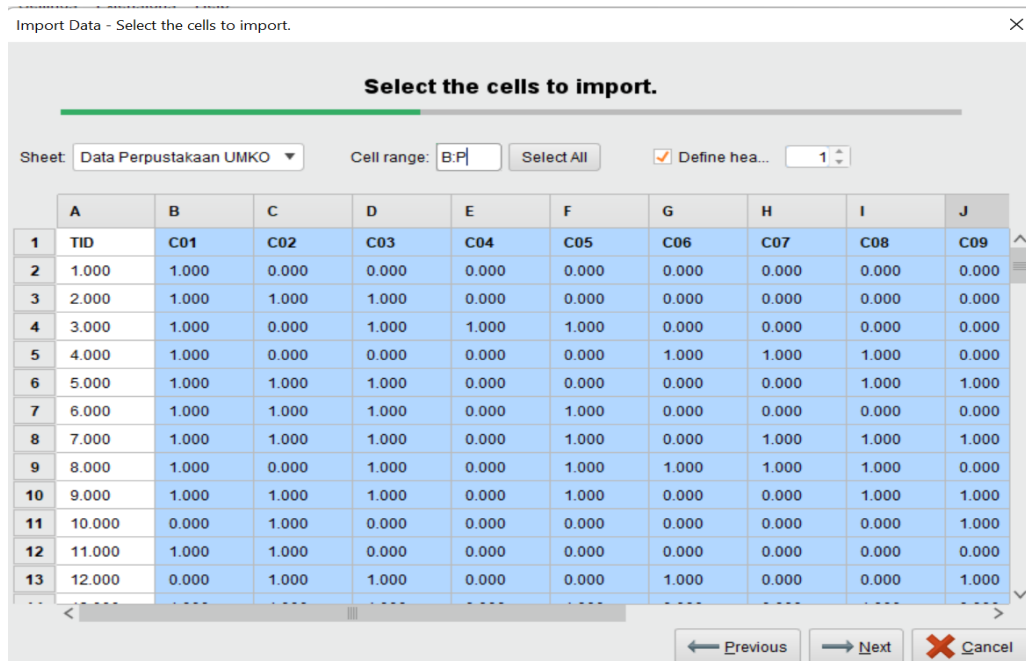 Import Data - Select the cells to import.
Select the cells to import.
Sheet: Data Perpustakaan UMKO Cell range: B:P Select All Define hea... 1
A B C D E F G H I J
1 TID C01 C02 C03 C04 C05 C06 C07 C08 C09
2 1.000 1.000 0.000 0.000 0.000 0.000 0.000 0.000 0.000 0.000
3 2.000 1.000 1.000 1.000 0.000 0.000 0.000 0.000 0.000 0.000
4 3.000 1.000 0.000 1.000 1.000 1.000 0.000 0.000 0.000 0.000
5 4.000 1.000 0.000 0.000 0.000 0.000 1.000 1.000 1.000 0.000
6 5.000 1.000 1.000 1.000 0.000 0.000 0.000 0.000 1.000 1.000
7 6.000 1.000 1.000 1.000 0.000 1.000 0.000 0.000 0.000 0.000
8 7.000 1.000 1.000 1.000 0.000 1.000 0.000 1.000 1.000 1.000
9 8.000 1.000 0.000 1.000 0.000 1.000 1.000 1.000 1.000 0.000
10 9.000 1.000 1.000 1.000 0.000 1.000 0.000 0.000 1.000 1.000
11 10.000 0.000 1.000 0.000 0.000 0.000 0.000 0.000 0.000 1.000
12 11.000 1.000 1.000 0.000 0.000 0.000 0.000 0.000 0.000 0.000
13 12.000 0.000 1.000 1.000 0.000 0.000 1.000 0.000 0.000 1.000
Previous Next Cancel